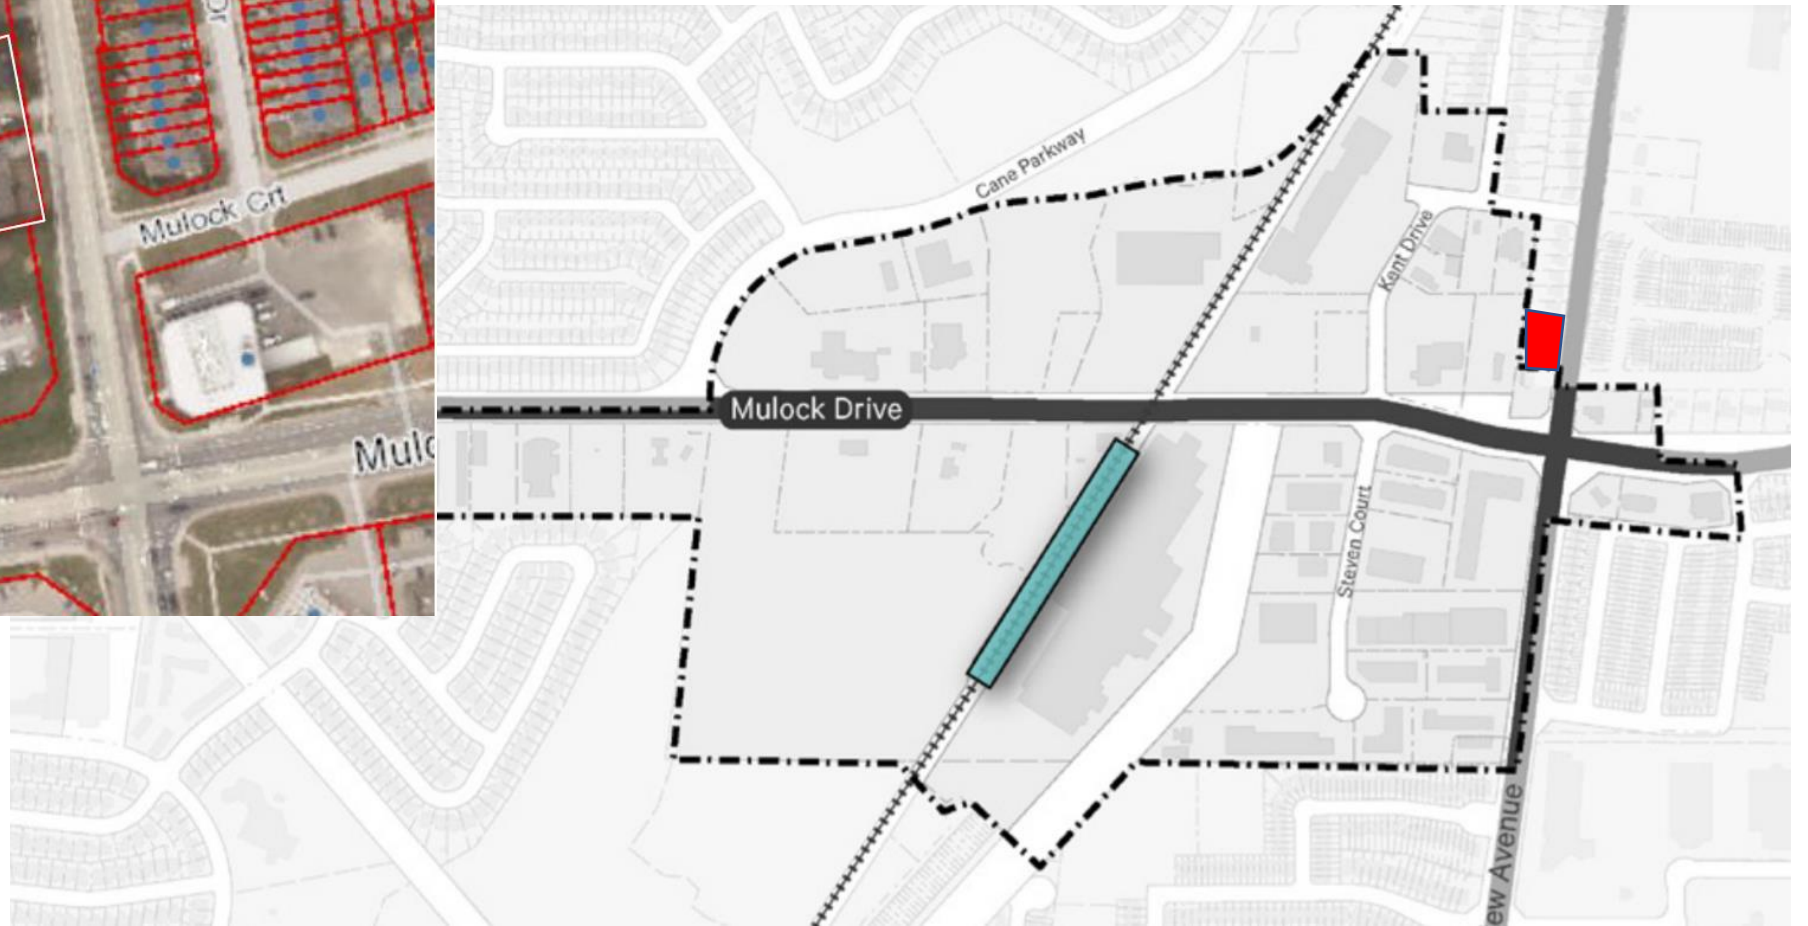 Mulock Crt
Mulo
Cane Parkway
Kent Drive
Mulock Drive
Steven Court
ew Avenue